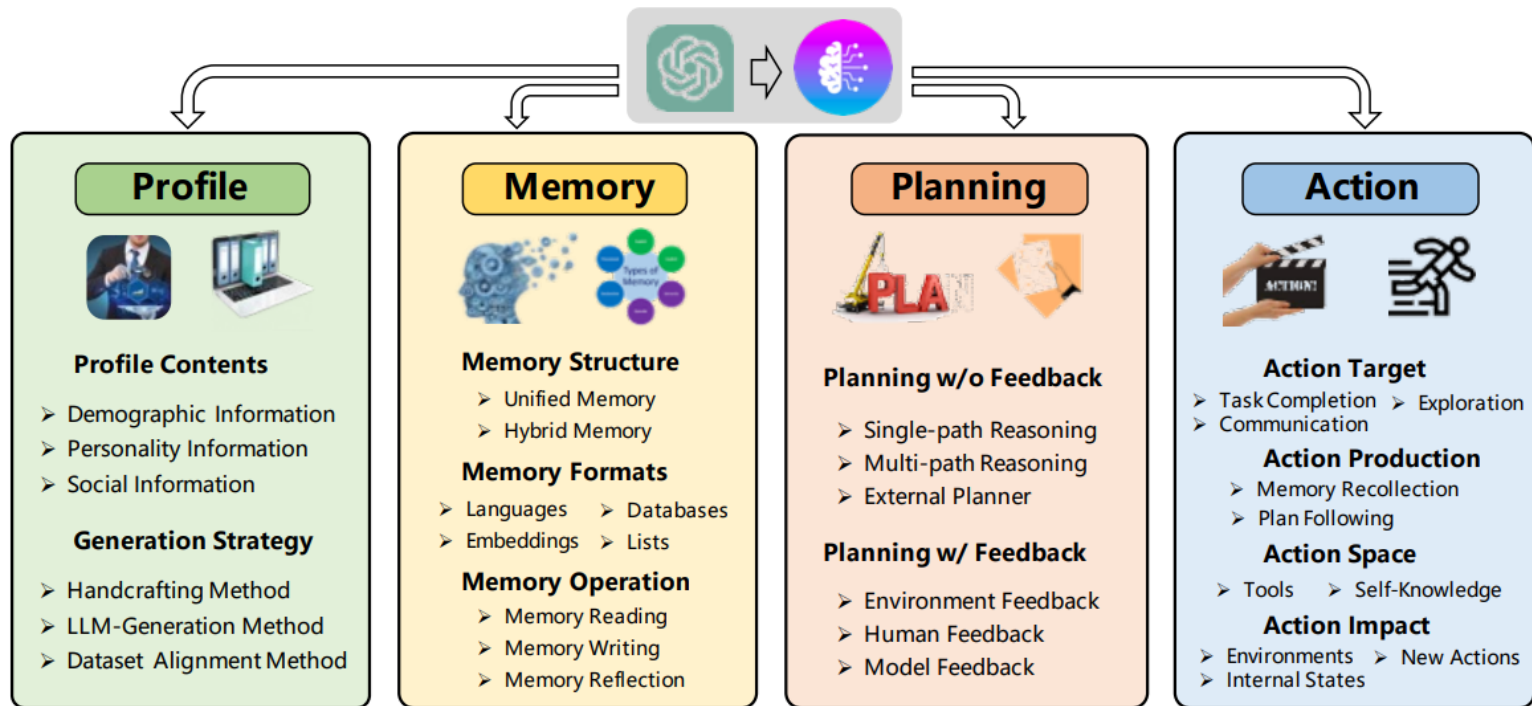 Profile
Profile Contents
Demographic Information
Personality Information
Social Information
Generation Strategy
Handcrafting Method
LLM-Generation Method
Dataset Alignment Method
Memory
Types of
Memory
Memory Structure
Unified Memory
Hybrid Memory
Memory Formats
Languages
Databases
Embeddings
Lists
Memory Operation
Memory Reading
Memory Writing
Memory Reflection
Planning
PLAN
Planning w/o Feedback
Single-path Reasoning
Multi-path Reasoning
External Planner
Planning w/ Feedback
Environment Feedback
Human Feedback
Model Feedback
Action
ACTION!
Action Target
Task Completion
Exploration
Communication
Action Production
Memory Recollection
Plan Following
Action Space
Tools
Self-Knowledge
Action Impact
Environments
New Actions
Internal States